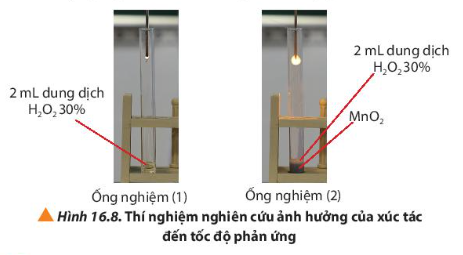 2 mL dung dịch
H₂O₂ 30%
2 mL dung dịch
H₂O₂ 30%
MnO₂
Ống nghiệm (1)
Ống nghiệm (2)
▲ Hình 16.8. Thí nghiệm nghiên cứu ảnh hưởng của xúc tác
đến tốc độ phản ứng